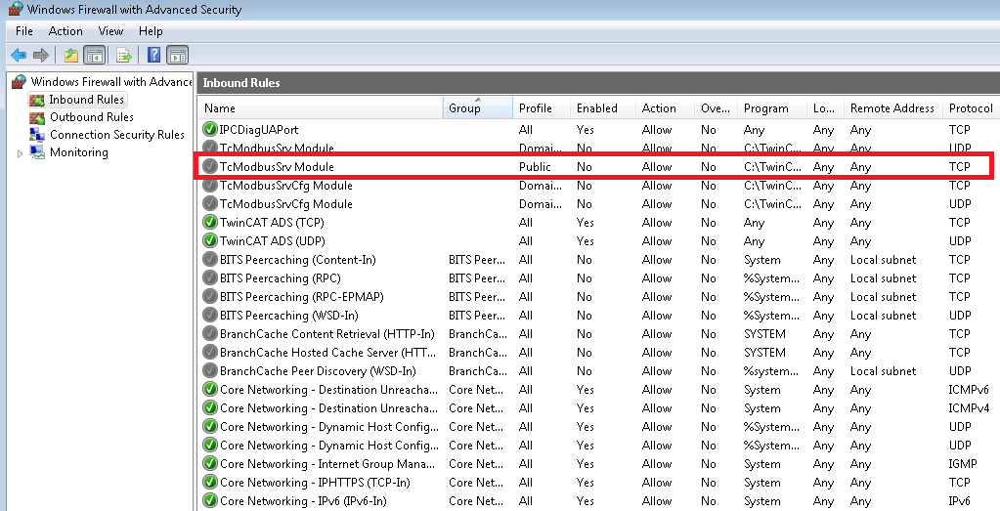 Windows Firewall with Advanced Security
File Action View Help
Windows Firewall with Advance
Inbound Rules
Outbound Rules
Connection Security Rules
Monitoring
Inbound Rules
Name Group Profile Enabled Action Ove... Program Lo... Remote Address Protocol
IPCDiagUAPort All Yes Allow No Any Any Any TCP
TcModbusSrv Module Domai... No Allow No C:\TwinC... Any Any UDP
TcModbusSrv Module Public No Allow No C:\TwinC... Any Any TCP
TcModbusSrvCfg Module Domai... No Allow No C:\TwinC... Any Any TCP
TcModbusSrvCfg Module Domai... No Allow No C:\TwinC... Any Any UDP
TwinCAT ADS (TCP) All Yes Allow No Any Any Any TCP
TwinCAT ADS (UDP) All Yes Allow No Any Any Any UDP
BITS Peercaching (Content-In) BITS Peer... All No Allow No System Any Local subnet TCP
BITS Peercaching (RPC) BITS Peer... All No Allow No %System... Any Local subnet TCP
BITS Peercaching (RPC-EPMAP) BITS Peer... All No Allow No %System... Any Local subnet TCP
BITS Peercaching (WSD-In) BITS Peer... All No Allow No %System... Any Local subnet UDP
BranchCache Content Retrieval (HTTP-In) BranchCa... All No Allow No SYSTEM Any Any TCP
BranchCache Hosted Cache Server (HTT... BranchCa... All No Allow No SYSTEM Any Any TCP
BranchCache Peer Discovery (WSD-In) BranchCa... All No Allow No %system... Any Local subnet UDP
Core Networking - Destination Unreacha... Core Net... All Yes Allow No System Any Any ICMPv6
Core Networking - Destination Unreacha... Core Net... All Yes Allow No System Any Any ICMPv4
Core Networking - Dynamic Host Config... Core Net... All Yes Allow No %System... Any Any UDP
Core Networking - Dynamic Host Config... Core Net... All Yes Allow No %System... Any Any UDP
Core Networking - Internet Group Mana... Core Net... All Yes Allow No System Any Any IGMP
Core Networking - IPHTTPS (TCP-In) Core Net... All Yes Allow No System Any Any TCP
Core Networking - IPv6 (IPv6-In) Core Net... All Yes Allow No System Any Any IPv6